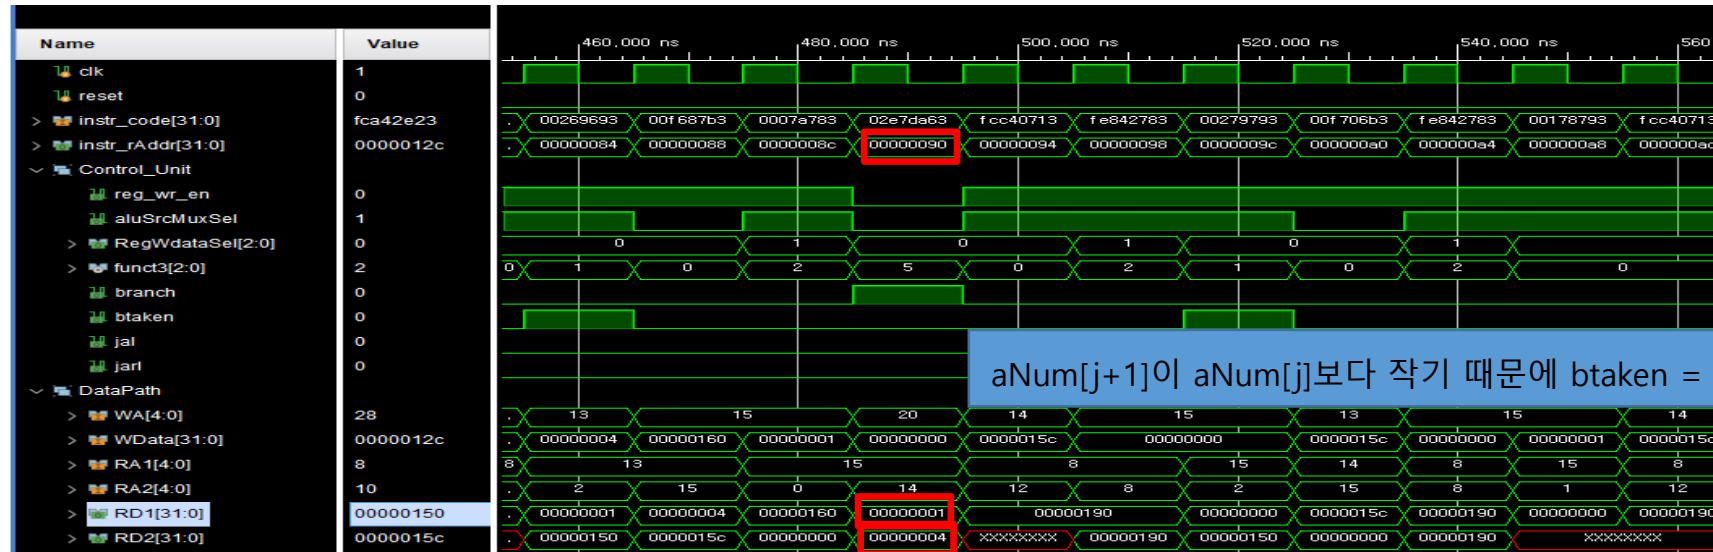 Name Value 460,000 ns 480,000 ns 500,000 ns 520,000 ns 540,000 ns 560
clk 1
reset 0
> instr_code[31:0] fca42e23 . 00269693 00f687b3 0007a783 02e7da63 fcc40713 fe842783 00279793 00f706b3 fe842783 00178793 fcc40713
> instr_rAddr[31:0] 0000012c . 00000084 00000088 0000008c 00000090 00000094 00000098 0000009c 000000a0 000000a4 000000a8 000000ac
Control_Unit
reg_wr_en 0
aluSrcMuxSel 1
> RegWdataSel[2:0] 0 0 1 0 1 0 1
> funct3[2:0] 2 0 1 0 2 5 0 2 1 0 2 0
branch 0
btaken 0
jal 0
jarl 0
aNum[j+1]이 aNum[j]보다 작기 때문에 btaken =
DataPath
> WA[4:0] 28 . 13 15 20 14 15 13 15 14
> WData[31:0] 0000012c . 00000004 00000160 00000001 00000000 0000015c 00000000 0000015c 00000000 00000001 0000015c
> RA1[4:0] 8 8 13 15 8 15 14 8 15 8
> RA2[4:0] 10 . 2 15 0 14 12 8 2 15 8 1 12
> RD1[31:0] 00000150 . 00000001 00000004 00000160 00000001 00000190 00000000 0000015c 00000190 00000000 00000190
> RD2[31:0] 0000015c . 00000150 0000015c 00000000 00000004 XXXXXXXX 00000190 00000150 00000000 00000190 XXXXXXXX